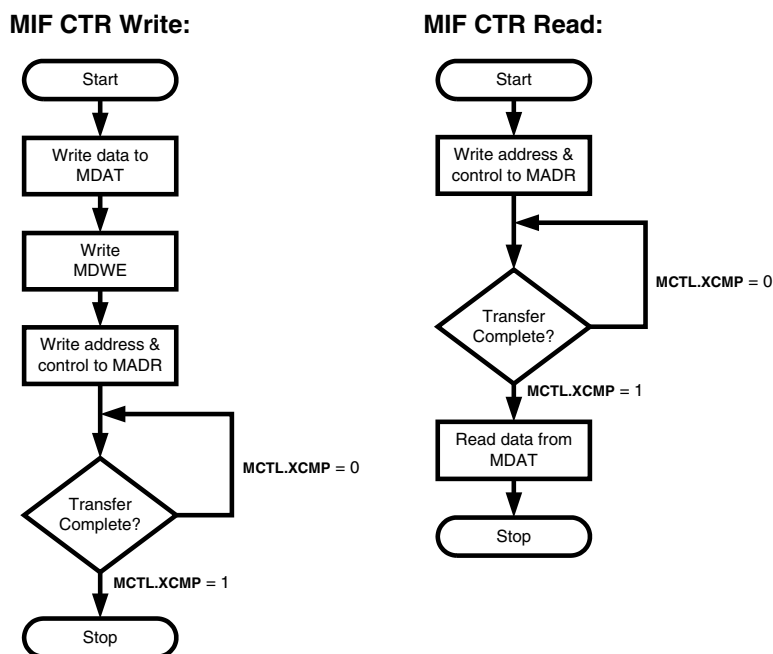 MIF CTR Write:
Start
Write data to
MDAT
Write
MDWE
Write address &
control to MADR
MCTL.XCMP = 0
Transfer
Complete?
MCTL.XCMP = 1
Stop
MIF CTR Read:
Start
Write address &
control to MADR
MCTL.XCMP = 0
Transfer
Complete?
MCTL.XCMP = 1
Read data from
MDAT
Stop